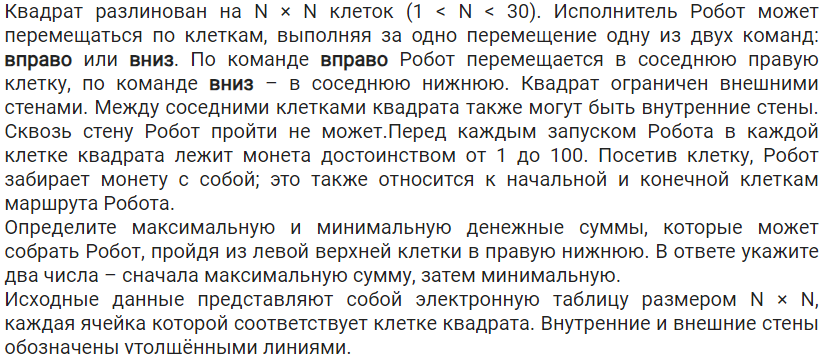 Квадрат разлинован на N × N клеток (1 < N < 30). Исполнитель Робот может
перемещаться по клеткам, выполняя за одно перемещение одну из двух команд:
вправо или вниз. По команде вправо Робот перемещается в соседнюю правую
клетку, по команде вниз – в соседнюю нижнюю. Квадрат ограничен внешними
стенами. Между соседними клетками квадрата также могут быть внутренние стены.
Сквозь стену Робот пройти не может.Перед каждым запуском Робота в каждой
клетке квадрата лежит монета достоинством от 1 до 100. Посетив клетку, Робот
забирает монету с собой; это также относится к начальной и конечной клеткам
маршрута Робота.
Определите максимальную и минимальную денежные суммы, которые может
собрать Робот, пройдя из левой верхней клетки в правую нижнюю. В ответе укажите
два числа – сначала максимальную сумму, затем минимальную.
Исходные данные представляют собой электронную таблицу размером N × N,
каждая ячейка которой соответствует клетке квадрата. Внутренние и внешние стены
обозначены утолщёнными линиями.